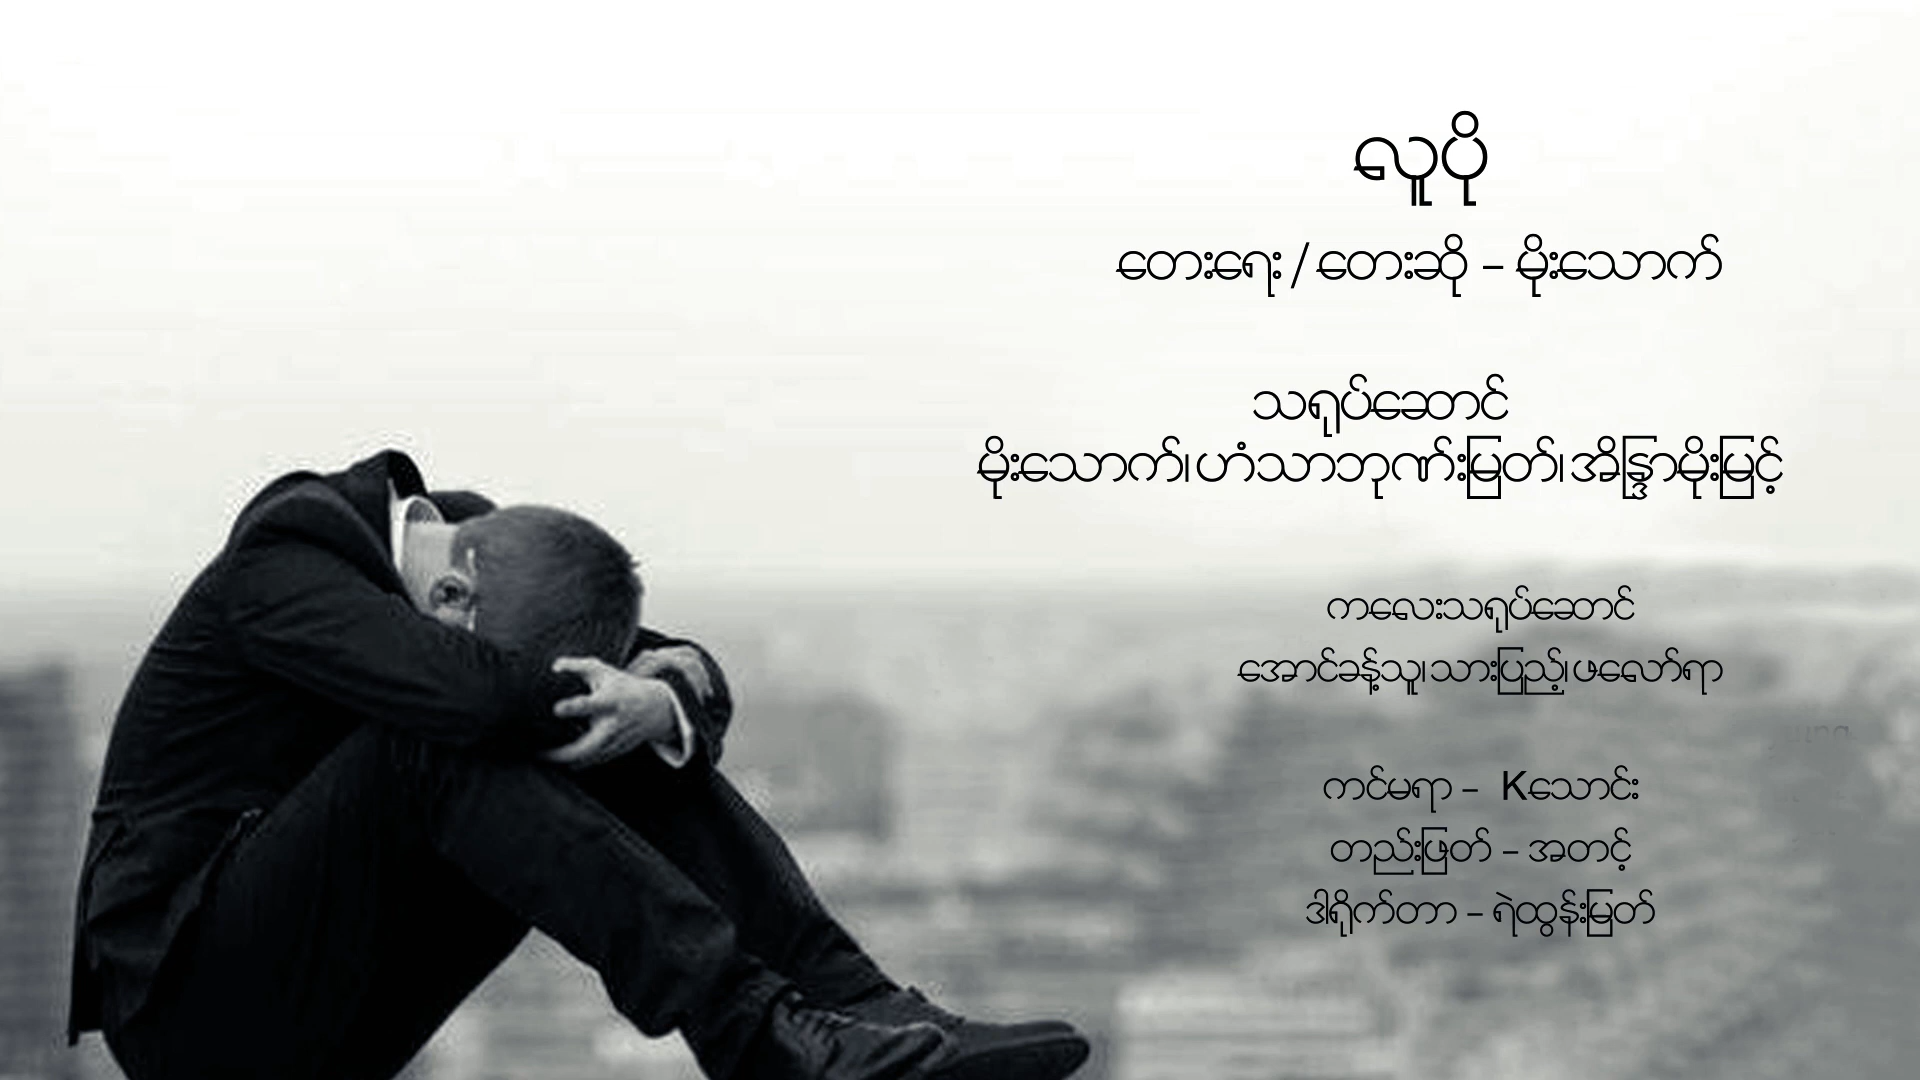 လူပို
တေးရေး / တေးဆို – မိုးသောက်
သရုပ်ဆောင်
မိုးသောက်၊ဟံသာဘုဏ်းမြတ်၊အိန္ဒြာမိုးမြင့်
ကလေးသရုပ်ဆောင်
အောင်ခန့်သူ၊သားပြည့်၊ဖလော်ရာ
ကင်မရာ – Kသောင်း
တည်းဖြတ် – အတင့်
ဒါရိုက်တာ – ရဲထွန်းမြတ်